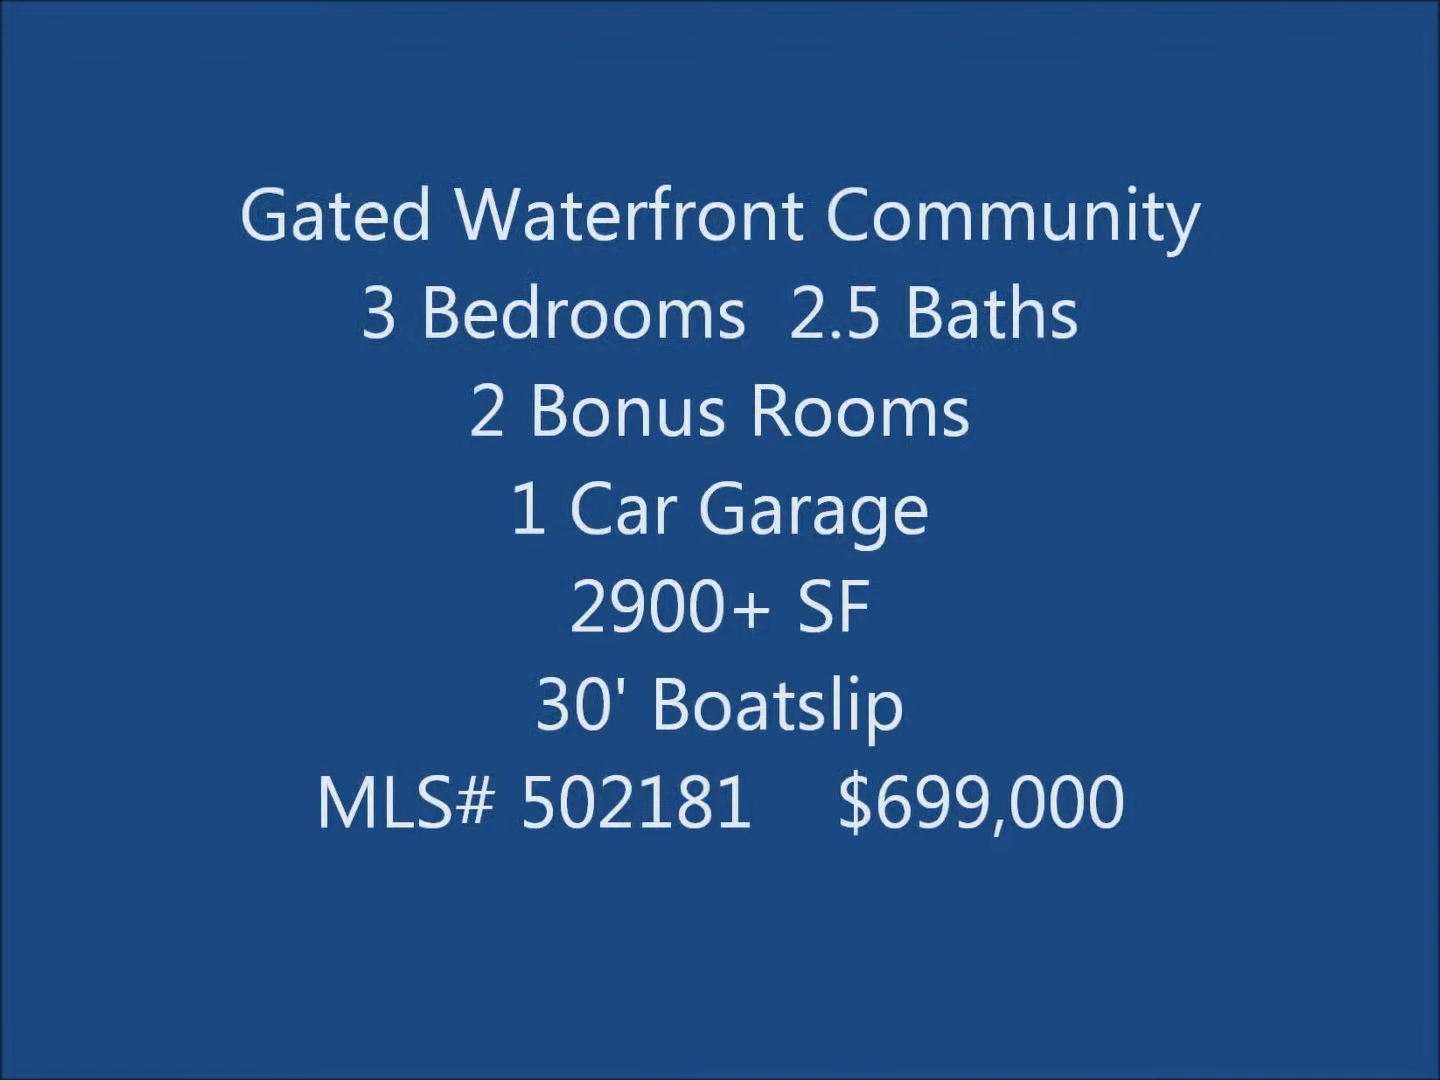 Gated Waterfront Community
3 Bedrooms  2.5 Baths
2 Bonus Rooms
1 Car Garage
2900+ SF
30' Boatslip
MLS# 502181    $699,000